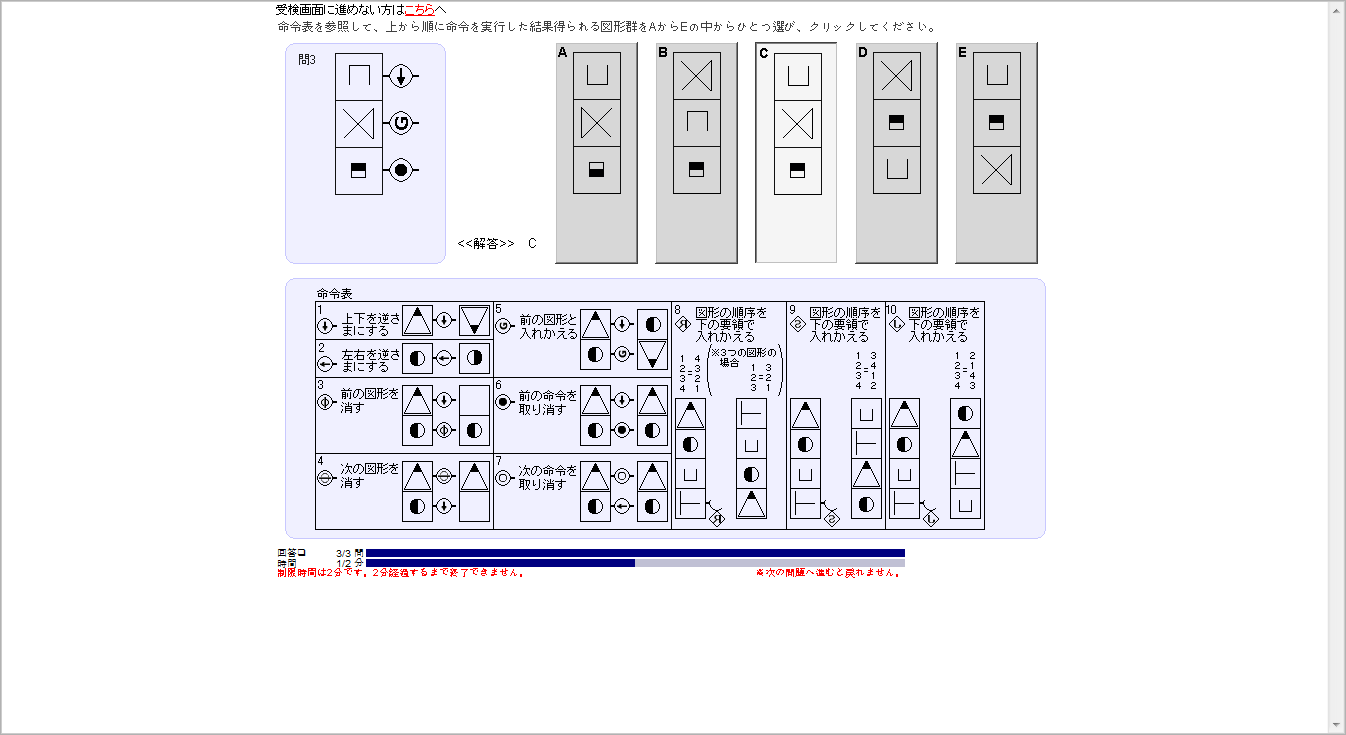 受検画面に進めない方はこちらへ
命令表を参照して、上から順に命令を実行した結果得られる図形群をAからEの中からひとつ選び、クリックしてください。
問3
G
A
B
C
D
E
<<解答>> C
命令表
1
上下を逆さ
まにする
2
左右を逆さ
まにする
3
前の図形を
消す
4
次の図形を
消す
5
G
前の図形と
入れかえる
G
6
前の命令を
取り消す
7
次の命令を
取り消す
8
R
図形の順序を
下の要領で
入れかえる
(※3つの図形の
場合
1 4
2=3
3 2
4 1
1 3
2=2
3 1)
R
9
S
図形の順序を
下の要領で
入れかえる
1 3
2=4
3 1
4 2
S
10
L
図形の順序を
下の要領で
入れかえる
1 2
2=1
3 4
4 3
L
回答 3/3 問
時間 1/2 分
制限時間は2分です。2分経過するまで終了できません。
※次の問題へ進むと戻れません。